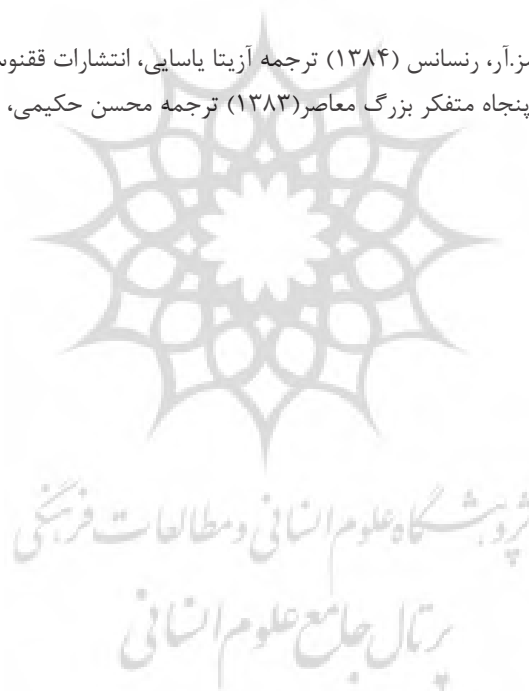 مز.آر، رنسانس (۱۳۸۴) ترجمه آزیتا یاسایی، انتشارات ققنوس
پنجاه متفکر بزرگ معاصر(۱۳۸۳) ترجمه محسن حکیمی،
پژوهشگاه علوم انسانی و مطالعات فرهنگی
پرتال جامع علوم انسانی